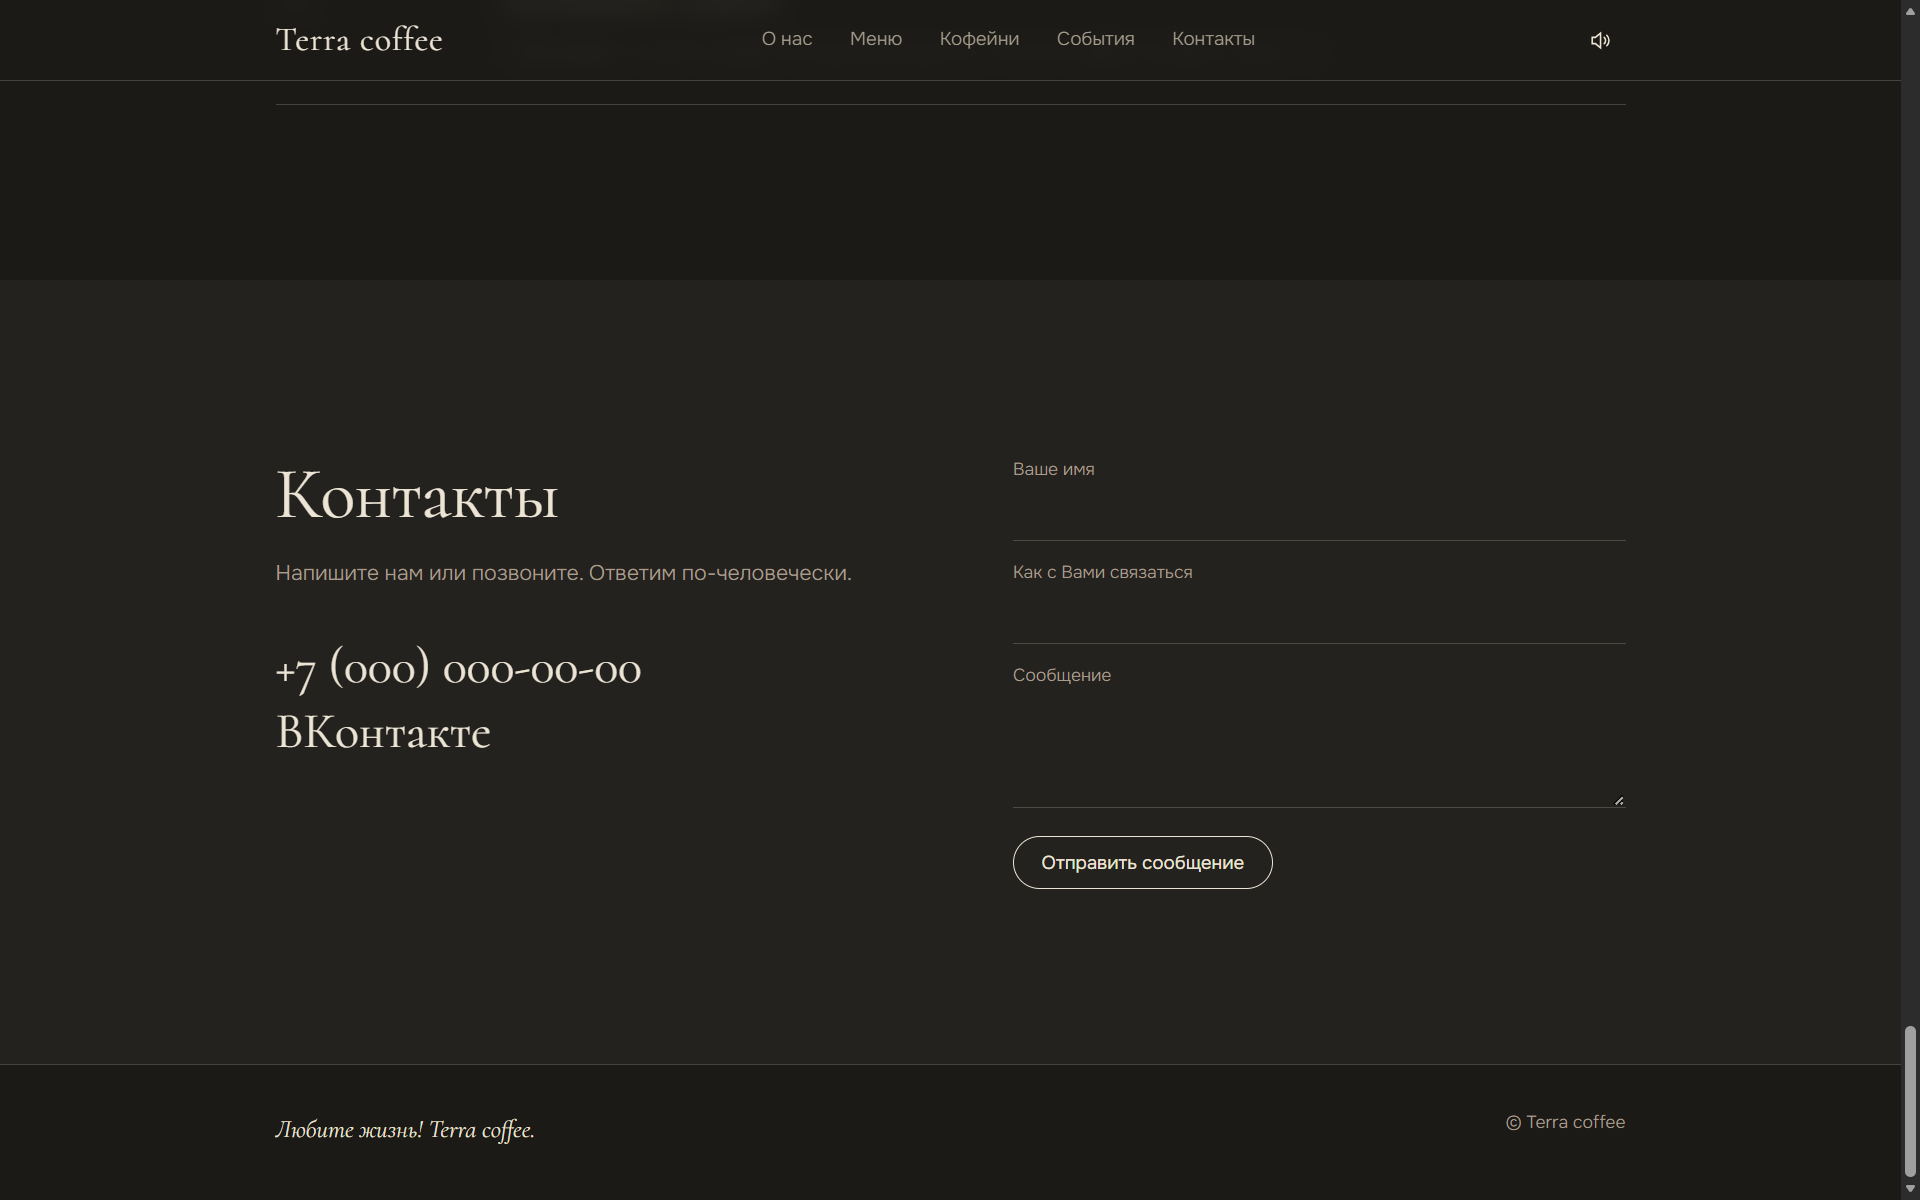 Terra coffee
О нас
Меню
Кофейни
События
Контакты
Контакты
Напишите нам или позвоните. Ответим по-человечески.
+7 (000) 000-00-00
ВКонтакте
Ваше имя
Как с Вами связаться
Сообщение
Отправить сообщение
Любите жизнь! Terra coffee.
© Terra coffee